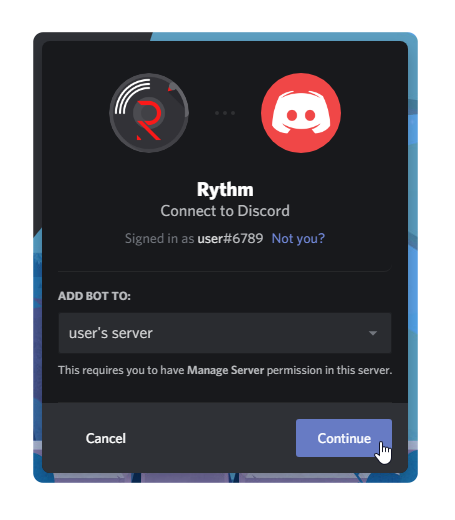 Rythm
Connect to Discord
Signed in as user#6789 Not you?
ADD BOT TO:
user's server
This requires you to have Manage Server permission in this server.
Cancel
Continue